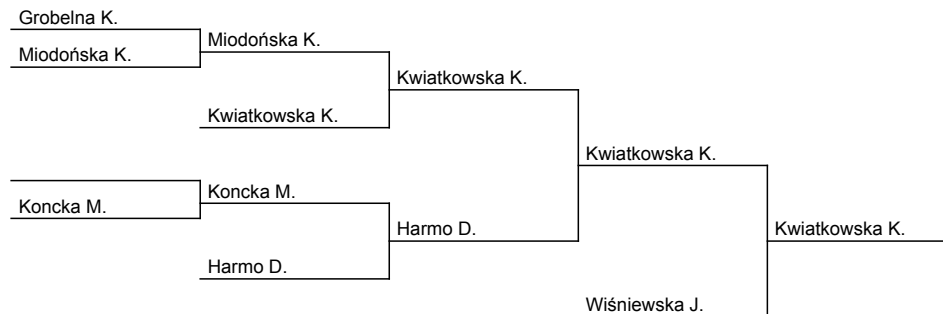 Grobelna K.
Miodońska K.
Miodońska K.
Kwiatkowska K.
Kwiatkowska K.
Kwiatkowska K.
Koncka M.
Koncka M.
Harmo D.
Kwiatkowska K.
Harmo D.
Wiśniewska J.